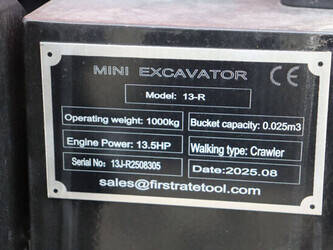 MINI EXCAVATOR CE
Model: 13-R
Operating weight: 1000kg Bucket capacity: 0.025m3
Engine Power: 13.5HP Walking type: Crawler
Serial No: 13J-R2508305 Date:2025.08
sales@firstratetool.com